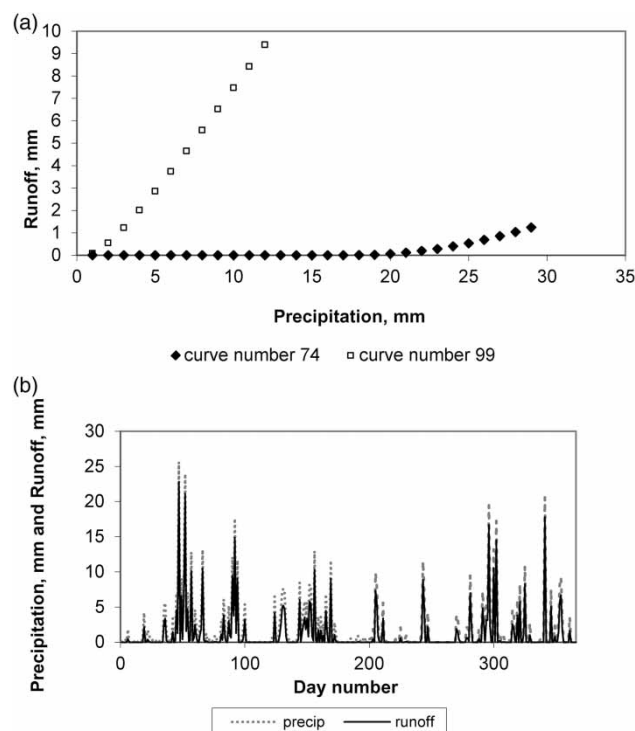 (a)
Runoff, mm
10
9
8
7
6
5
4
3
2
1
0
0 5 10 15 20 25 30 35
Precipitation, mm
curve number 74 curve number 99
(b)
Precipitation, mm and Runoff, mm
30
25
20
15
10
5
0
0 100 200 300
Day number
precip runoff